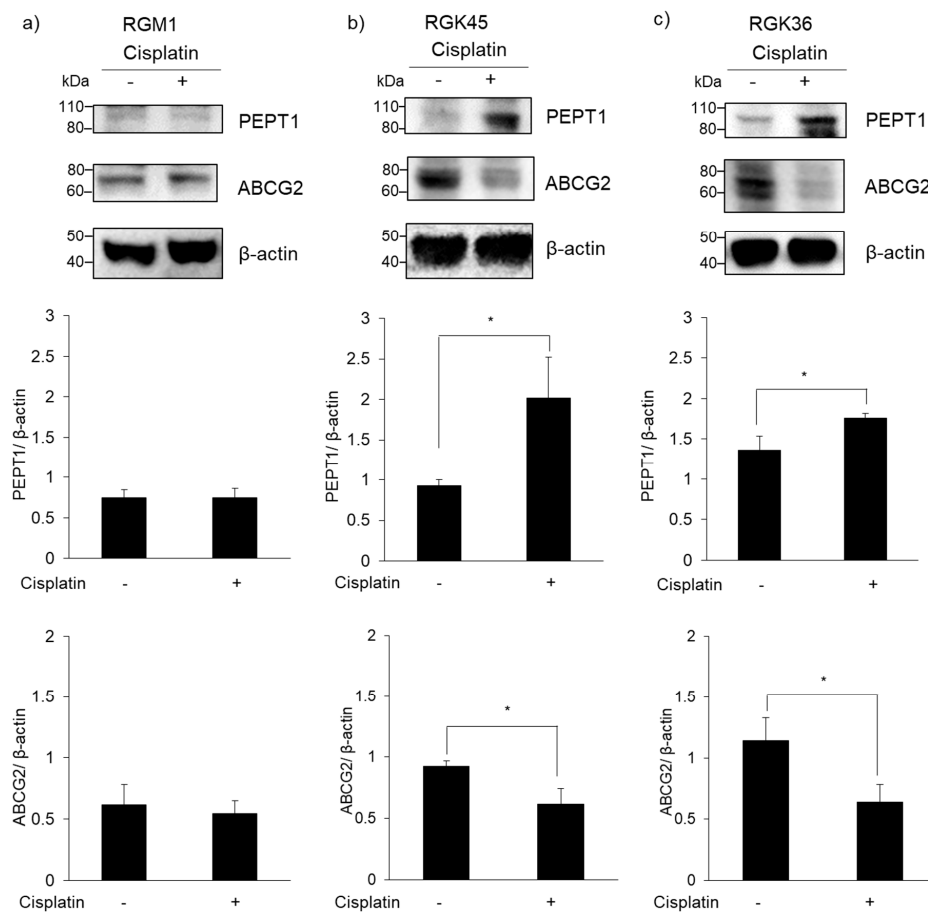 a)
RGM1
Cisplatin
kDa - +
110
80
PEPT1
80
60
ABCG2
50
40
β-actin
b)
RGK45
Cisplatin
kDa - +
110
80
PEPT1
80
60
ABCG2
50
40
β-actin
c)
RGK36
Cisplatin
kDa - +
110
80
PEPT1
80
60
ABCG2
50
40
β-actin
PEPT1/ β-actin
3
2.5
2
1.5
1
0.5
0
Cisplatin - +
PEPT1/ β-actin
3
2.5
2
1.5
1
0.5
0
*
Cisplatin - +
PEPT1/ β-actin
3
2.5
2
1.5
1
0.5
0
*
Cisplatin - +
ABCG2/ β-actin
2
1.5
1
0.5
0
Cisplatin - +
ABCG2/ β-actin
2
1.5
1
0.5
0
*
Cisplatin - +
ABCG2/ β-actin
2
1.5
1
0.5
0
*
Cisplatin - +